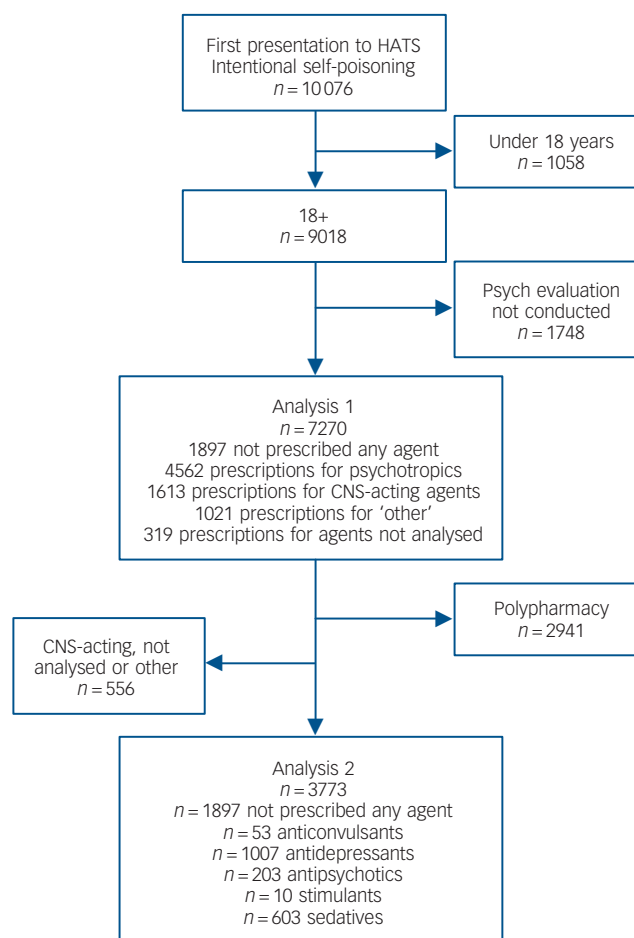 First presentation to HATS
Intentional self-poisoning
n = 10 076
Under 18 years
n = 1058
18+
n = 9018
Psych evaluation
not conducted
n = 1748
Analysis 1
n = 7270
1897 not prescribed any agent
4562 prescriptions for psychotropics
1613 prescriptions for CNS-acting agents
1021 prescriptions for ‘other’
319 prescriptions for agents not analysed
Polypharmacy
n = 2941
CNS-acting, not
analysed or other
n = 556
Analysis 2
n = 3773
n = 1897 not prescribed any agent
n = 53 anticonvulsants
n = 1007 antidepressants
n = 203 antipsychotics
n = 10 stimulants
n = 603 sedatives